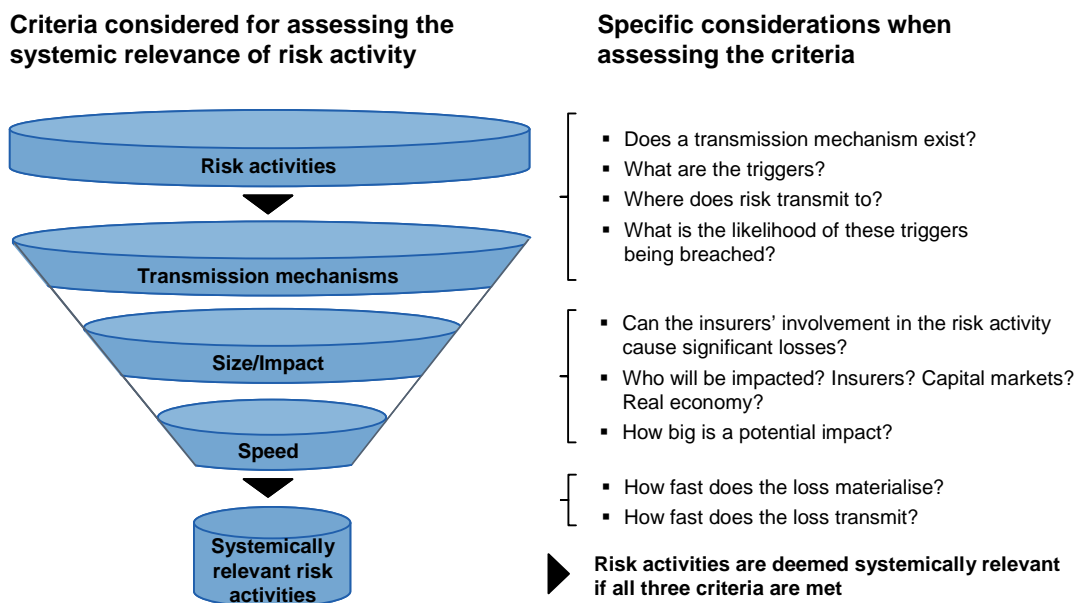 Criteria considered for assessing the
systemic relevance of risk activity
Risk activities
Transmission mechanisms
Size/Impact
Speed
Systemically
relevant risk
activities
Specific considerations when
assessing the criteria
▪ Does a transmission mechanism exist?
▪ What are the triggers?
▪ Where does risk transmit to?
▪ What is the likelihood of these triggers
being breached?
▪ Can the insurers’ involvement in the risk activity
cause significant losses?
▪ Who will be impacted? Insurers? Capital markets?
Real economy?
▪ How big is a potential impact?
▪ How fast does the loss materialise?
▪ How fast does the loss transmit?
Risk activities are deemed systemically relevant
if all three criteria are met